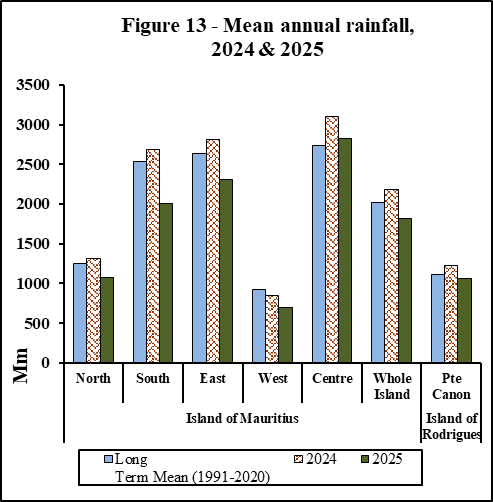 Figure 13 - Mean annual rainfall,
2024 & 2025
3500
3000
2500
2000
1500
1000
500
0
Mm
North South East West Centre Whole Island Pte Canon
Island of Mauritius Island of Rodrigues
Long Term Mean (1991-2020) 2024 2025